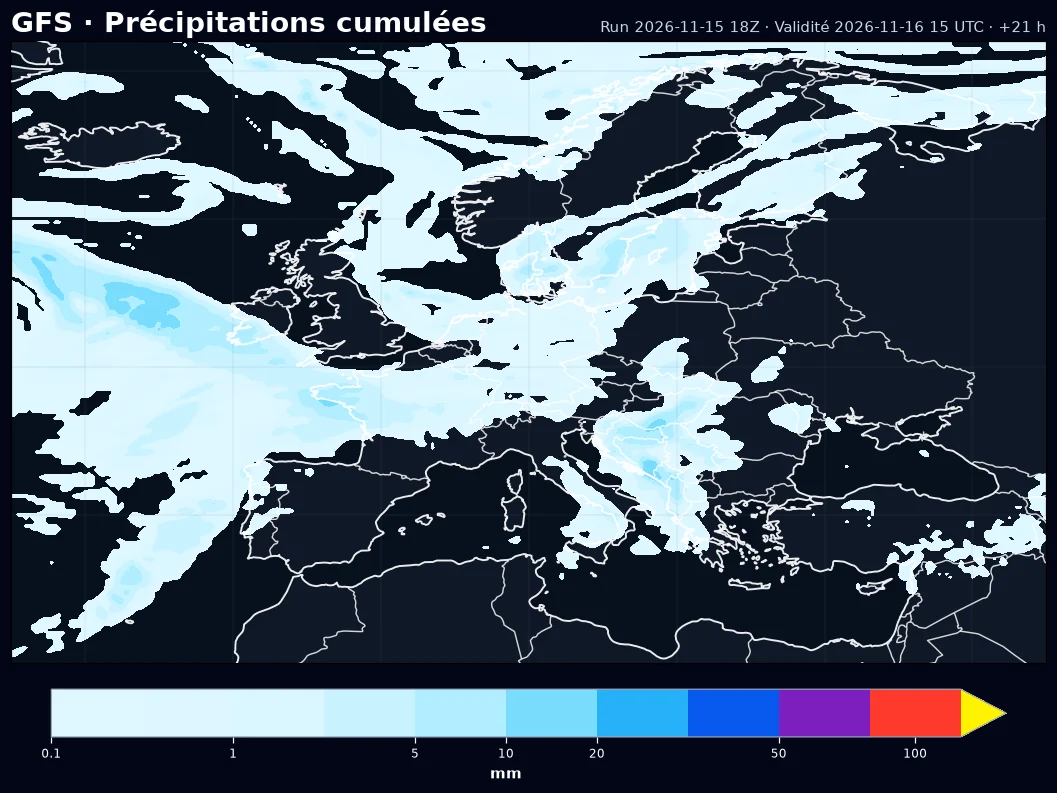 GFS · Précipitations cumulées
Run 2026-11-15 18Z · Validité 2026-11-16 15 UTC · +21 h
0.1 1 5 10 20 50 100
mm